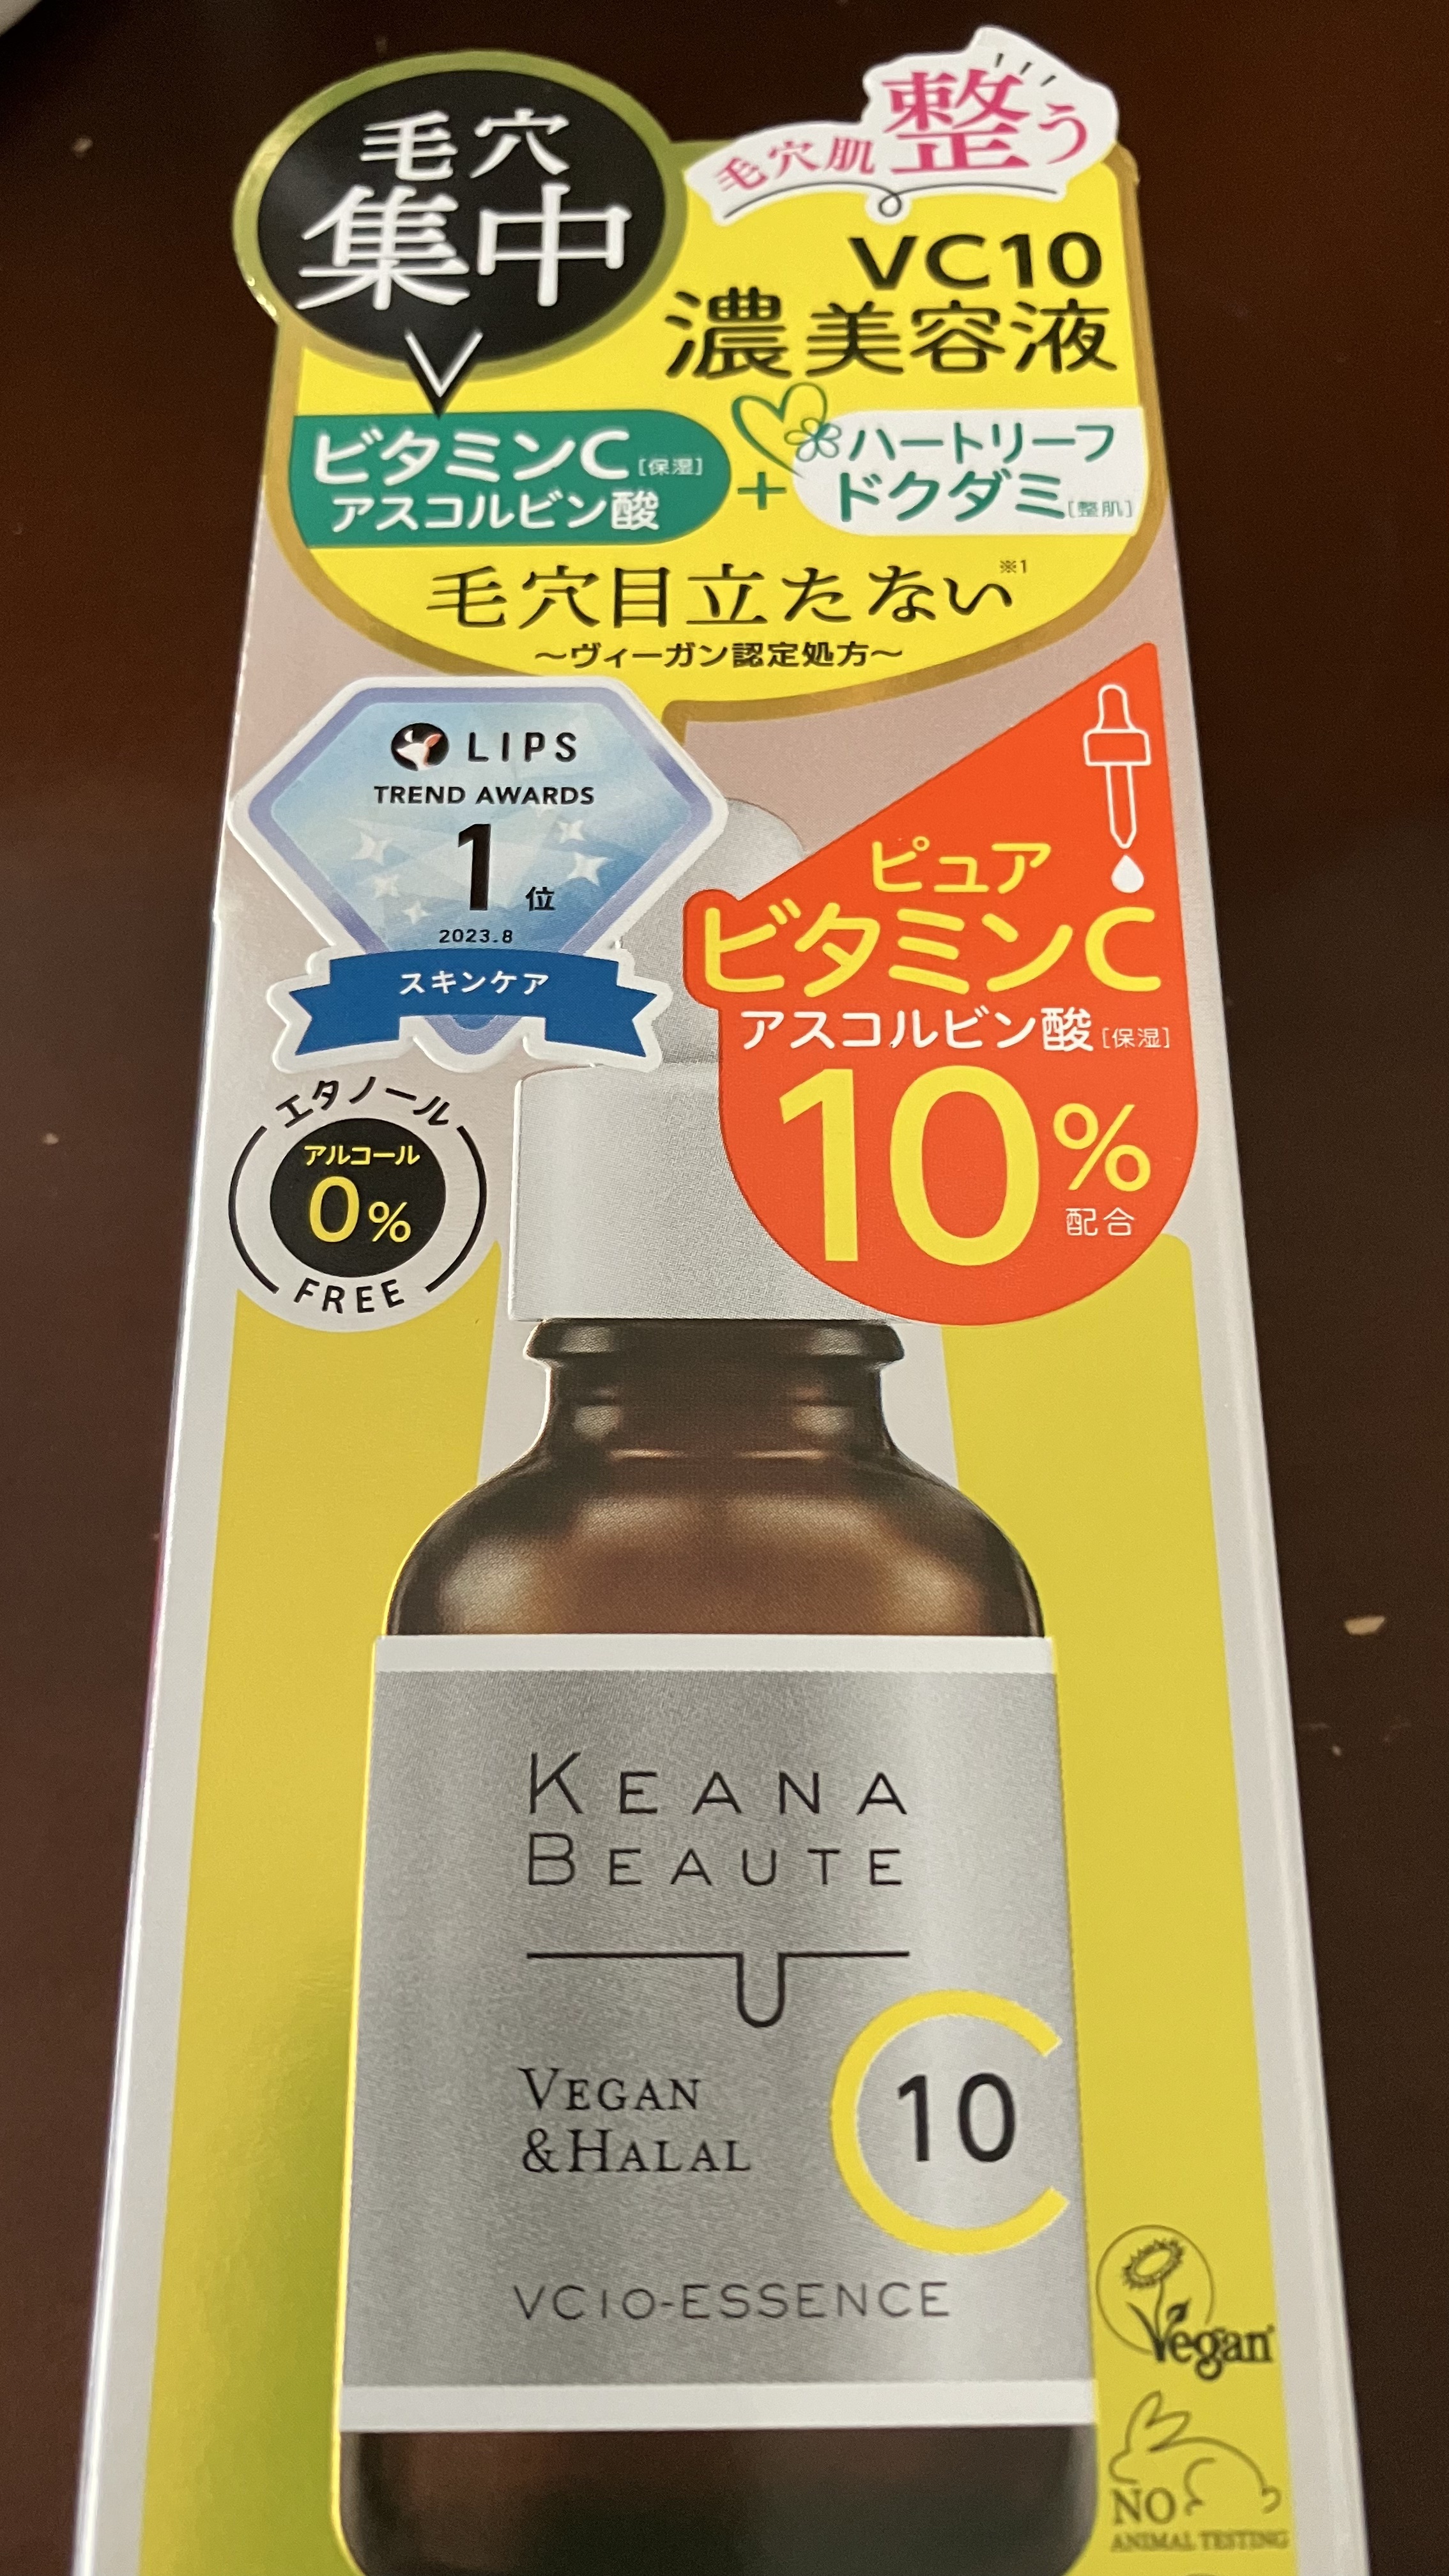 毛穴
集中
毛穴肌整う
VC10
濃美容液
ビタミンC[保湿]
アスコルビン酸
+
ハートリーフ
ドクダミ[整肌]
毛穴目立たない※1
~ヴィーガン認定処方~
LIPS
TREND AWARDS
1位
2023.8
スキンケア
ピュア
ビタミンC
アスコルビン酸[保湿]
10%
配合
エタノール
アルコール
0%
FREE
KEANA
BEAUTE
VEGAN
&HALAL
C
10
VC10-ESSENCE
Vegan
NO
ANIMAL TESTING